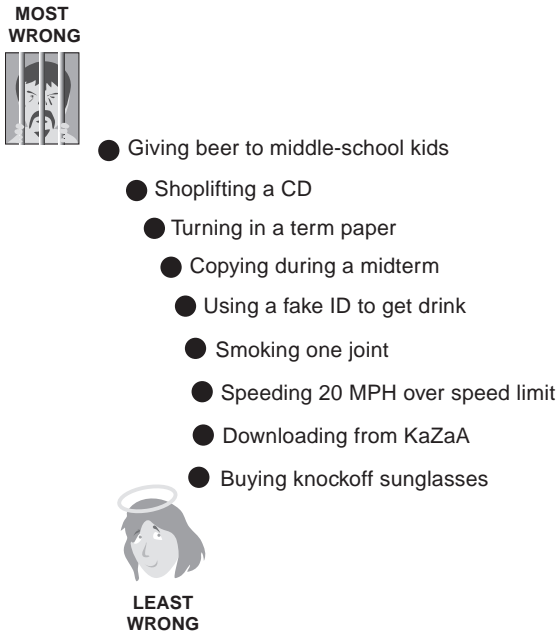 MOST
WRONG
Giving beer to middle-school kids
Shoplifting a CD
Turning in a term paper
Copying during a midterm
Using a fake ID to get drink
Smoking one joint
Speeding 20 MPH over speed limit
Downloading from KaZaA
Buying knockoff sunglasses
LEAST
WRONG